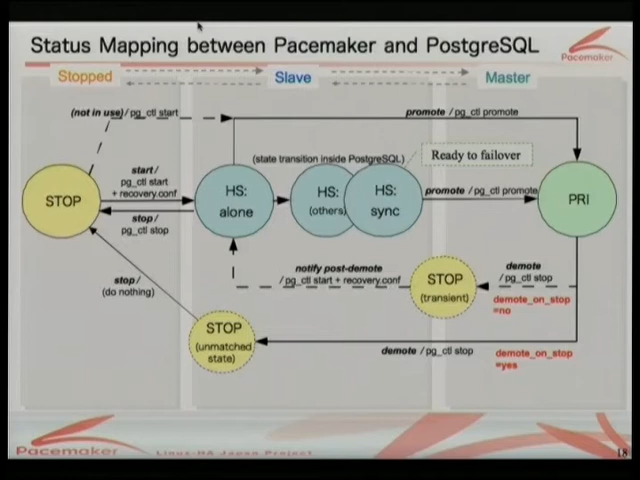 Status Mapping between Pacemaker and PostgreSQL
Pacemaker
Stopped
Slave
Master
(not in use)/ pg_ctl start
promote / pg_ctl promote
(state transition inside PostgreSQL)
Ready to failover
start/
pg_ctl start
+ recovery.conf
STOP
HS:
alone
HS:
(others)
HS:
sync
promote / pg_ctl promote
PRI
stop/
pg_ctl stop
notify post-demote
/ pg_ctl start + recovery.conf
STOP
(transient)
demote
/ pg_ctl stop
demote_on_stop
=no
stop/
(do nothing)
STOP
(unmatched
state)
demote / pg_ctl stop
demote_on_stop
=yes
Pacemaker
Linux-HA Japan Project
18